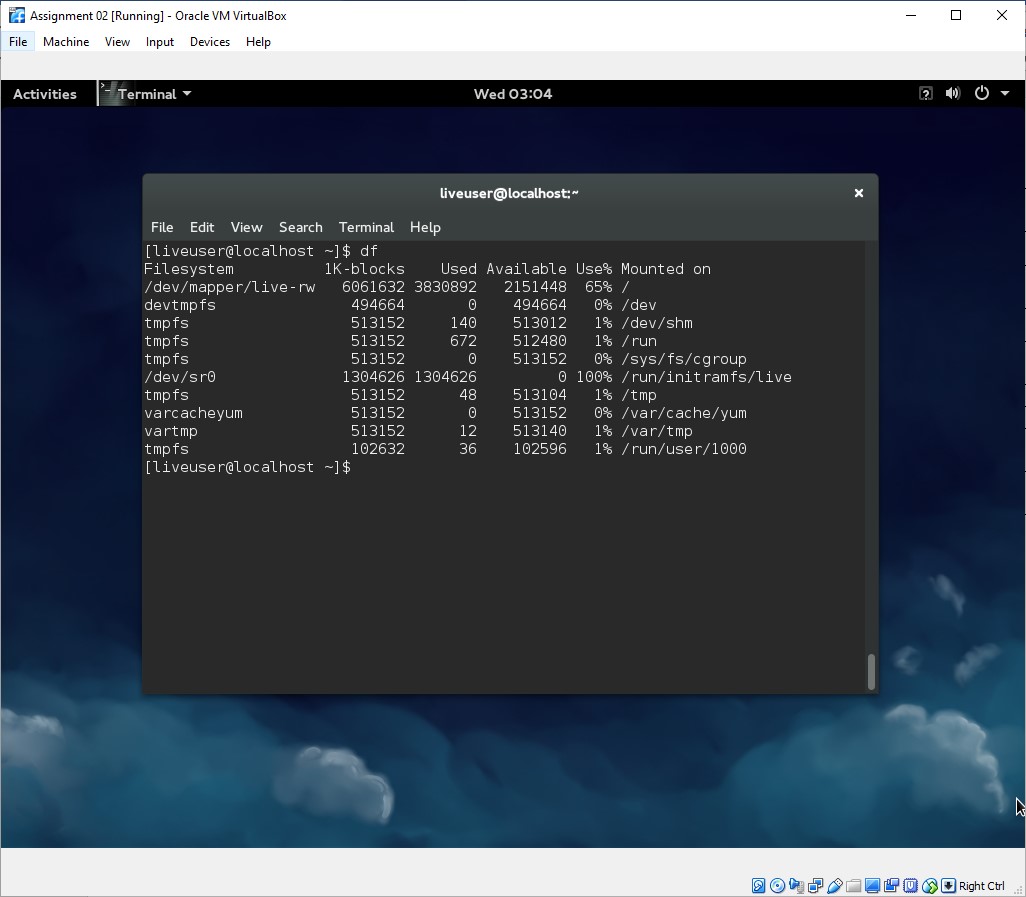 Assignment 02 [Running] - Oracle VM VirtualBox
File Machine View Input Devices Help
Activities Terminal Wed 03:04
liveuser@localhost:~
File Edit View Search Terminal Help
[liveuser@localhost ~]$ df
Filesystem 1K-blocks Used Available Use% Mounted on
/dev/mapper/live-rw 6061632 3830892 2151448 65% /
devtmpfs 494664 0 494664 0% /dev
tmpfs 513152 140 513012 1% /dev/shm
tmpfs 513152 672 512480 1% /run
tmpfs 513152 0 513152 0% /sys/fs/cgroup
/dev/sr0 1304626 1304626 0 100% /run/initramfs/live
tmpfs 513152 48 513104 1% /tmp
varcacheyum 513152 0 513152 0% /var/cache/yum
vartmp 513152 12 513140 1% /var/tmp
tmpfs 102632 36 102596 1% /run/user/1000
[liveuser@localhost ~]$
Right Ctrl